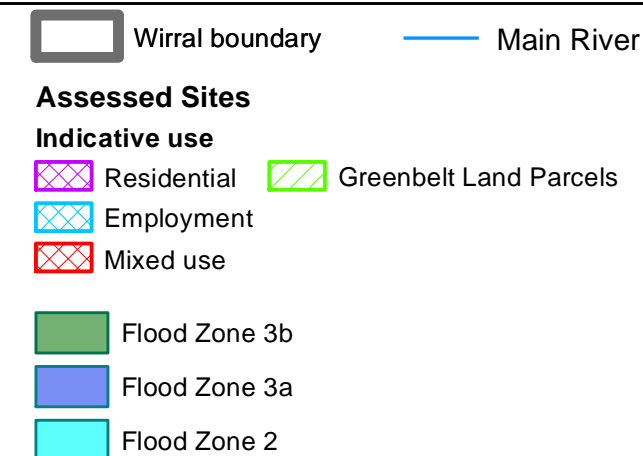 Wirral boundary Main River
Assessed Sites
Indicative use
Residential Greenbelt Land Parcels
Employment
Mixed use
Flood Zone 3b
Flood Zone 3a
Flood Zone 2